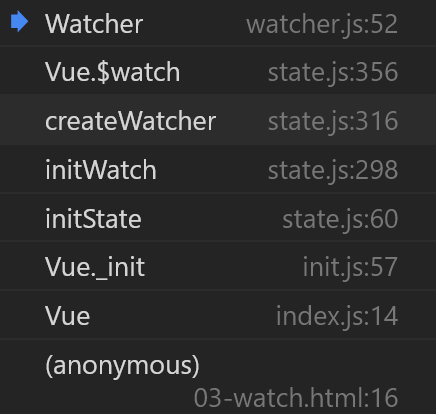 Watcher watcher.js:52
Vue.$watch state.js:356
createWatcher state.js:316
initWatch state.js:298
initState state.js:60
Vue._init init.js:57
Vue index.js:14
(anonymous)
03-watch.html:16